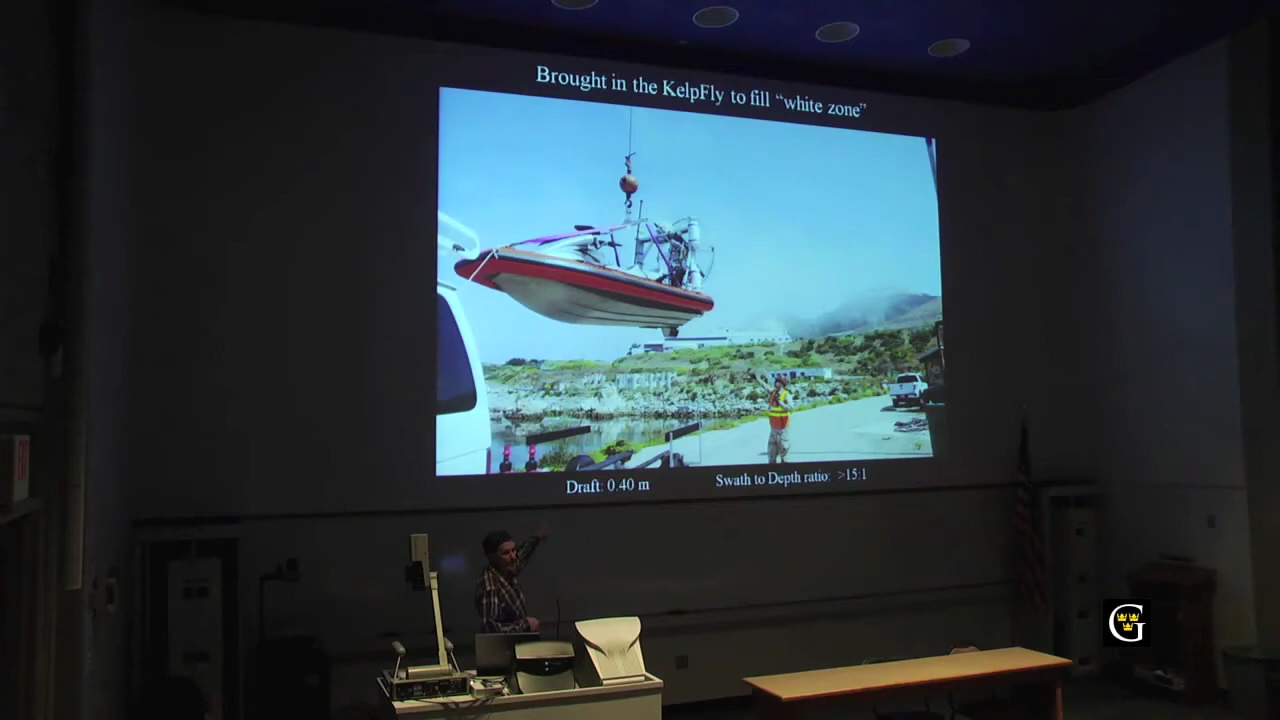 Brought in the KelpFly to fill “white zone”
Draft: 0.40 m
Swath to Depth ratio: >15:1
G